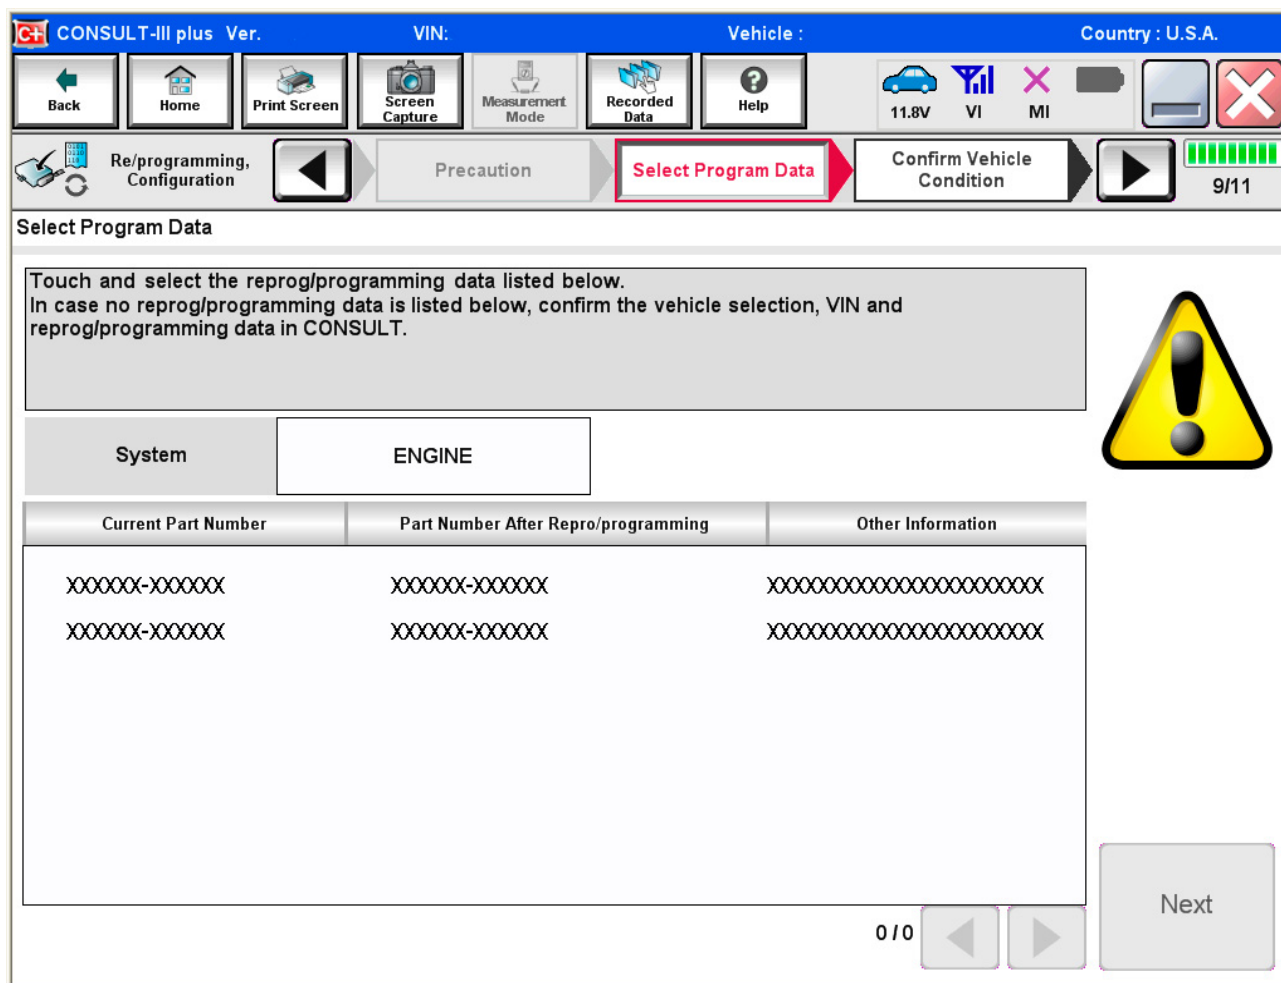 C+ CONSULT-III plus Ver. VIN: Vehicle : Country : U.S.A.
Back
Home
Print Screen
Screen
Capture
Measurement
Mode
Recorded
Data
Help
11.8V
VI
MI
Re/programming,
Configuration
Precaution
Select Program Data
Confirm Vehicle
Condition
9/11
Select Program Data
Touch and select the reprog/programming data listed below.
In case no reprog/programming data is listed below, confirm the vehicle selection, VIN and
reprog/programming data in CONSULT.
System ENGINE
Current Part Number Part Number After Repro/programming Other Information
XXXXXX-XXXXXX XXXXXX-XXXXXX XXXXXXXXXXXXXXXXXXXXXX
XXXXXX-XXXXXX XXXXXX-XXXXXX XXXXXXXXXXXXXXXXXXXXXX
Next
0 / 0